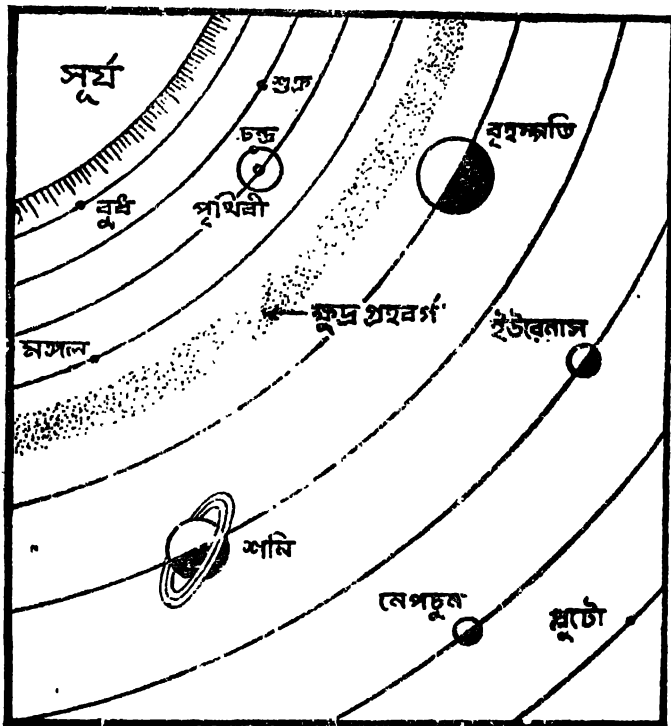 সূর্য
শুক্র
চন্দ্র
বৃহস্পতি
বুধ
পৃথিবী
ক্ষুদ্র গ্রহবর্গ
ইউরেনাস
মঙ্গল
শনি
নেপচুন
প্লুটো